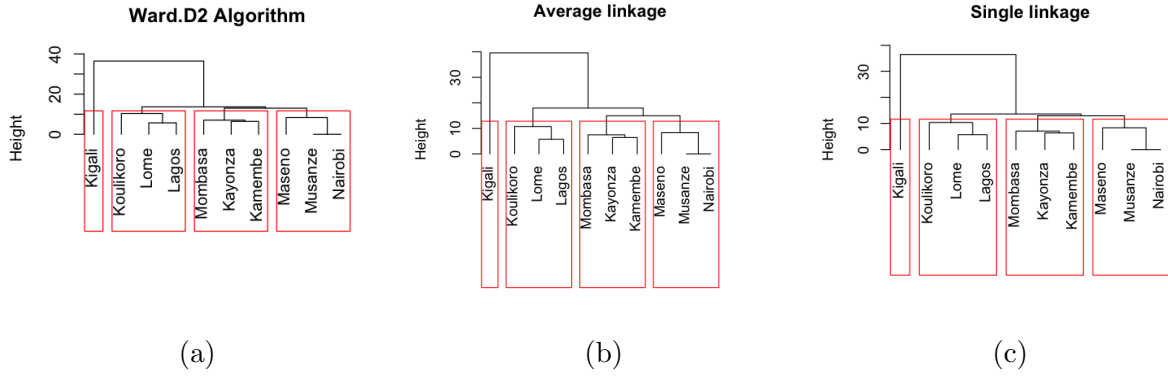 Ward.D2 Algorithm
Height
0
20
40
Kigali
Koulikoro
Lome
Lagos
Mombasa
Kayonza
Kamembe
Maseno
Musanze
Nairobi
(a)
Average linkage
Height
0
10
30
Kigali
Koulikoro
Lome
Lagos
Mombasa
Kayonza
Kamembe
Maseno
Musanze
Nairobi
(b)
Single linkage
Height
0
10
30
Kigali
Koulikoro
Lome
Lagos
Mombasa
Kayonza
Kamembe
Maseno
Musanze
Nairobi
(c)